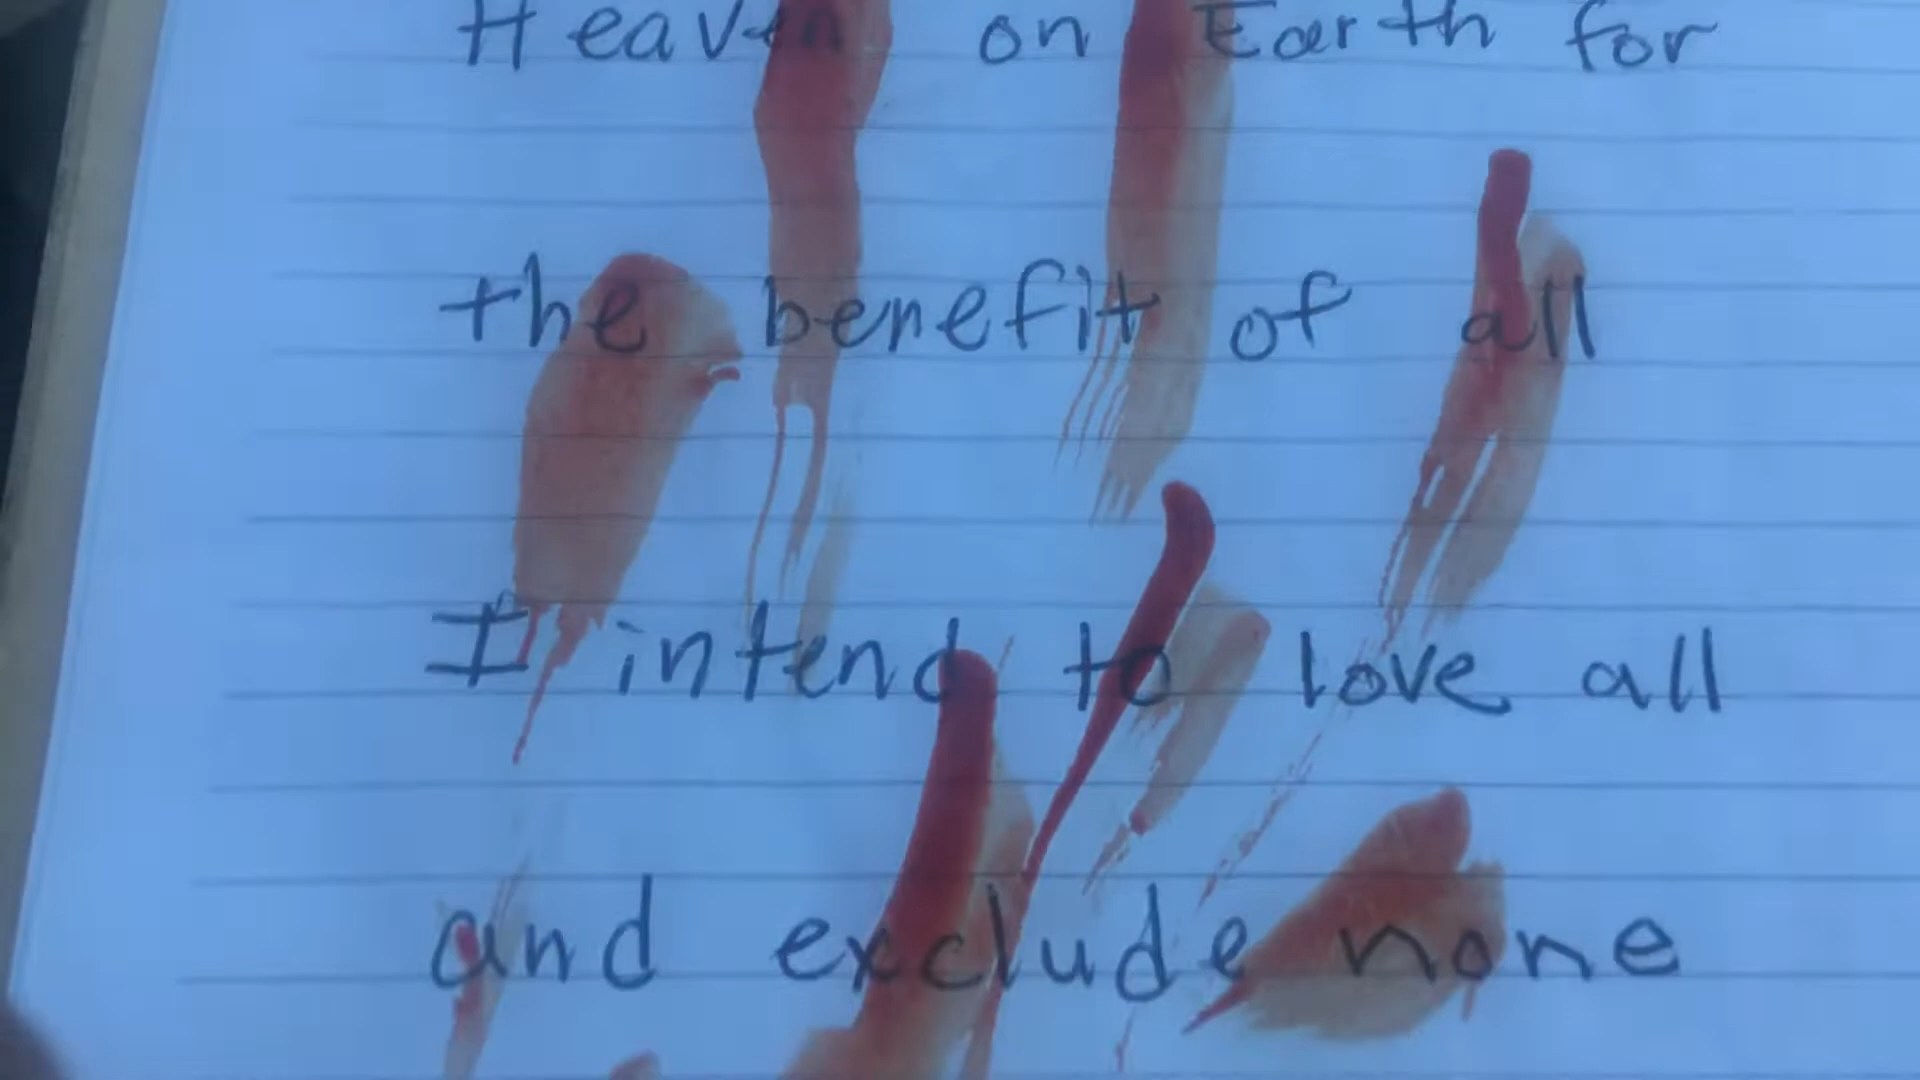 Heaven on Earth for
the benefit of all
I intend to love all
and exclude none